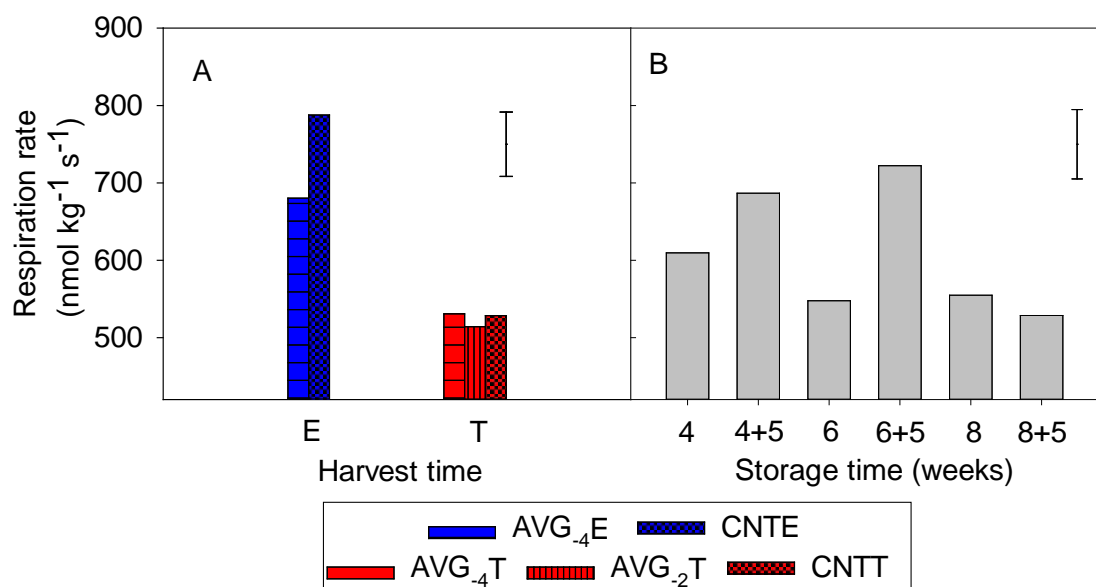 900
800
700
600
500
Respiration rate
(nmol kg⁻¹ s⁻¹)
A
B
E
T
4
4+5
6
6+5
8
8+5
Harvest time
Storage time (weeks)
AVG₋₄E
CNTE
AVG₋₄T
AVG₋₂T
CNTT